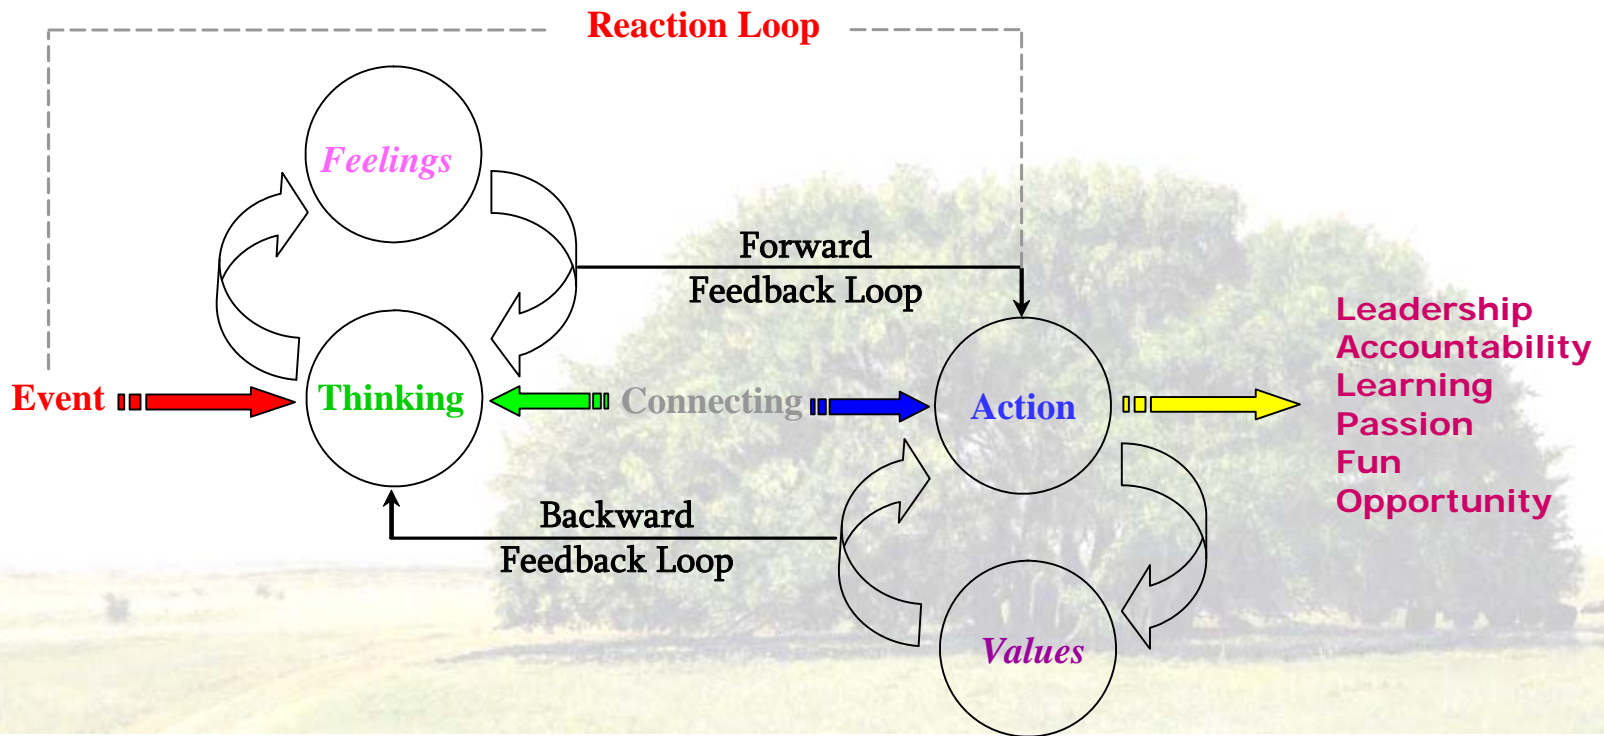 Reaction Loop
Feelings
Forward
Feedback Loop
Event
Thinking
Connecting
Action
Leadership
Accountability
Learning
Passion
Fun
Opportunity
Backward
Feedback Loop
Values